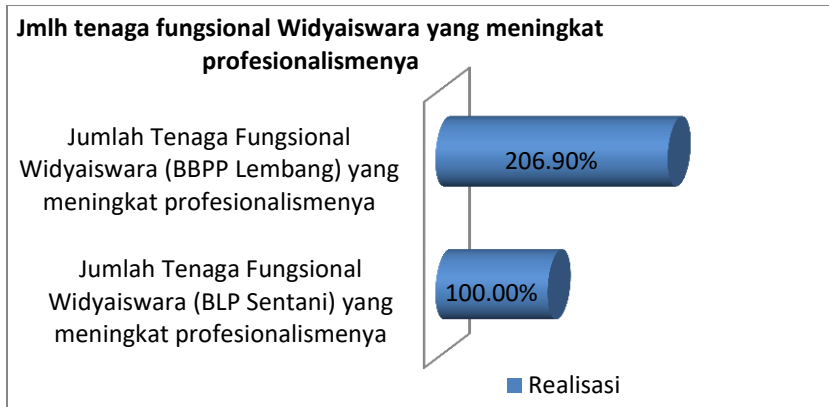 Jmlh tenaga fungsional Widyaiswara yang meningkat
profesionalismenya
Jumlah Tenaga Fungsional
Widyaiswara (BBPP Lembang) yang
meningkat profesionalismenya
206.90%
Jumlah Tenaga Fungsional
Widyaiswara (BLP Sentani) yang
meningkat profesionalismenya
100.00%
Realisasi